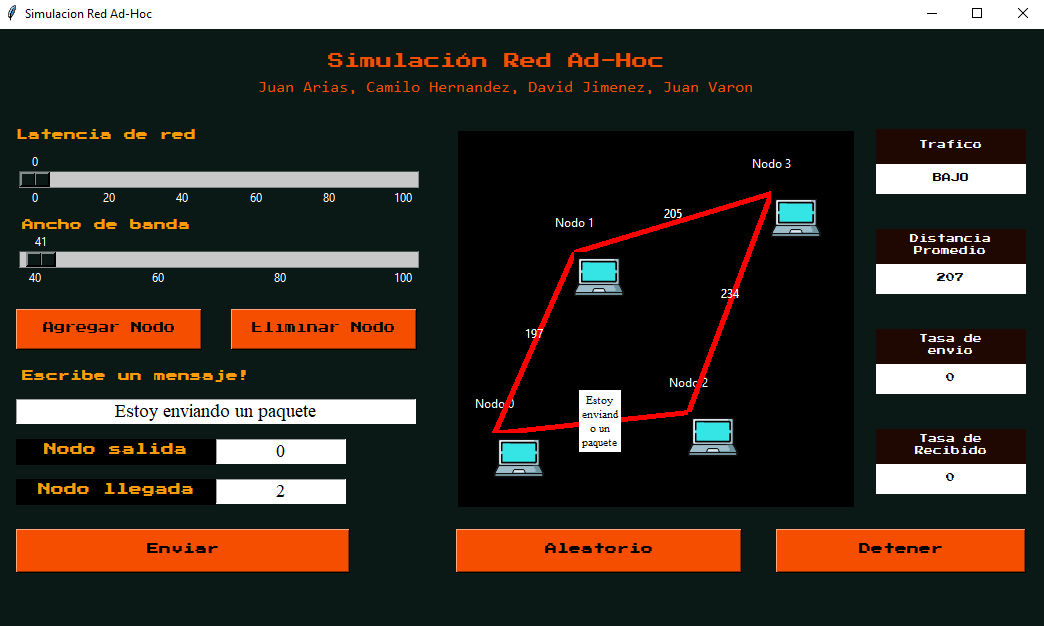 Simulacion Red Ad-Hoc
Simulación Red Ad-Hoc
Juan Arias, Camilo Hernandez, David Jimenez, Juan Varon
Latencia de red
0
0 20 40 60 80 100
Ancho de banda
41
40 60 80 100
Agregar Nodo
Eliminar Nodo
Escribe un mensaje!
Estoy enviando un paquete
Nodo salida
0
Nodo llegada
2
Enviar
Nodo 3
205
Nodo 1
234
197
Nodo 2
Nodo 0
Estoy
enviand
o un
paquete
Aleatorio
Detener
Trafico
BAJO
Distancia
Promedio
207
Tasa de
envio
0
Tasa de
Recibido
0